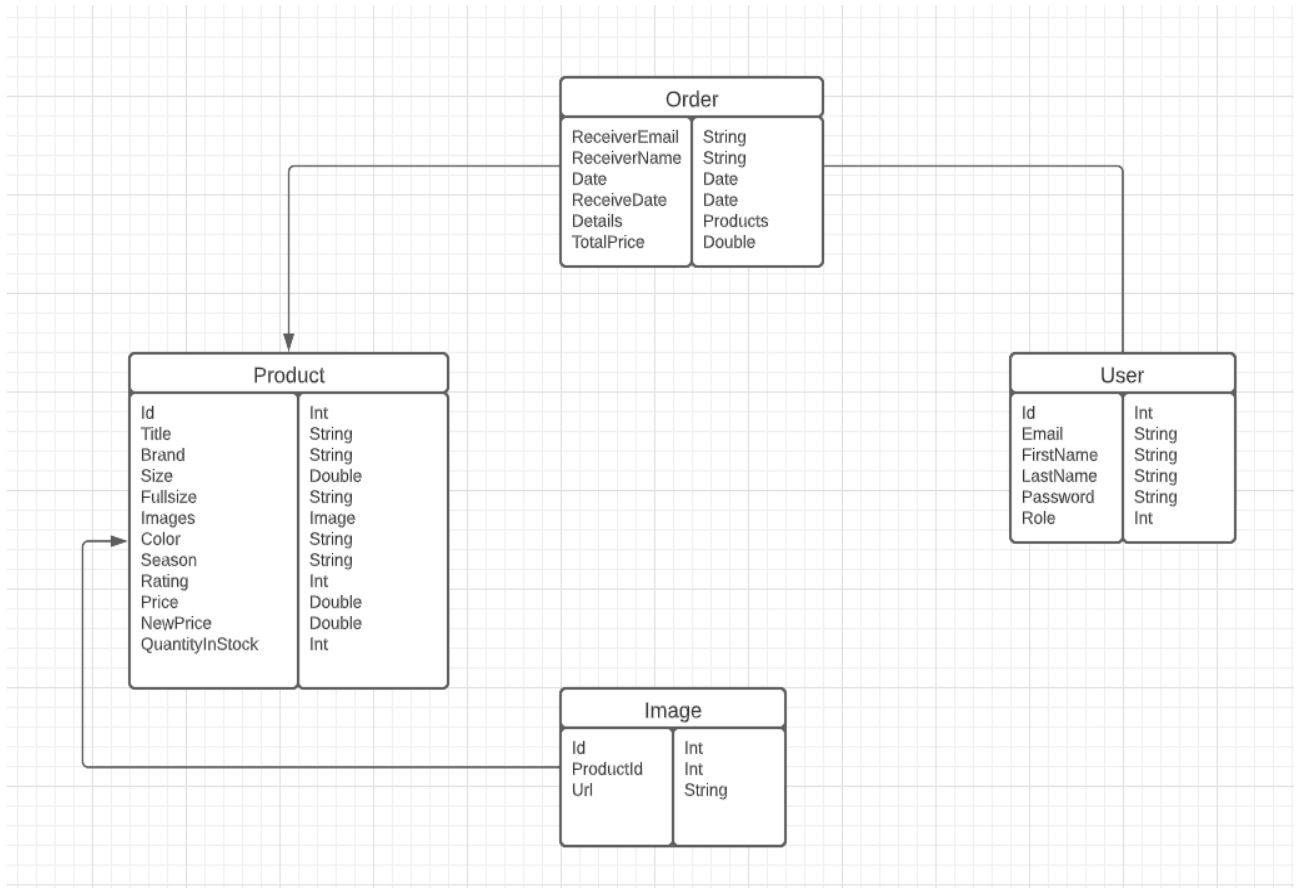 Order
ReceiverEmail String
ReceiverName String
Date Date
ReceiveDate Date
Details Products
TotalPrice Double
Product
Id Int
Title String
Brand String
Size Double
Fullsize String
Images Image
Color String
Season String
Rating Int
Price Double
NewPrice Double
QuantityInStock Int
User
Id Int
Email String
FirstName String
LastName String
Password String
Role Int
Image
Id Int
ProductId Int
Url String